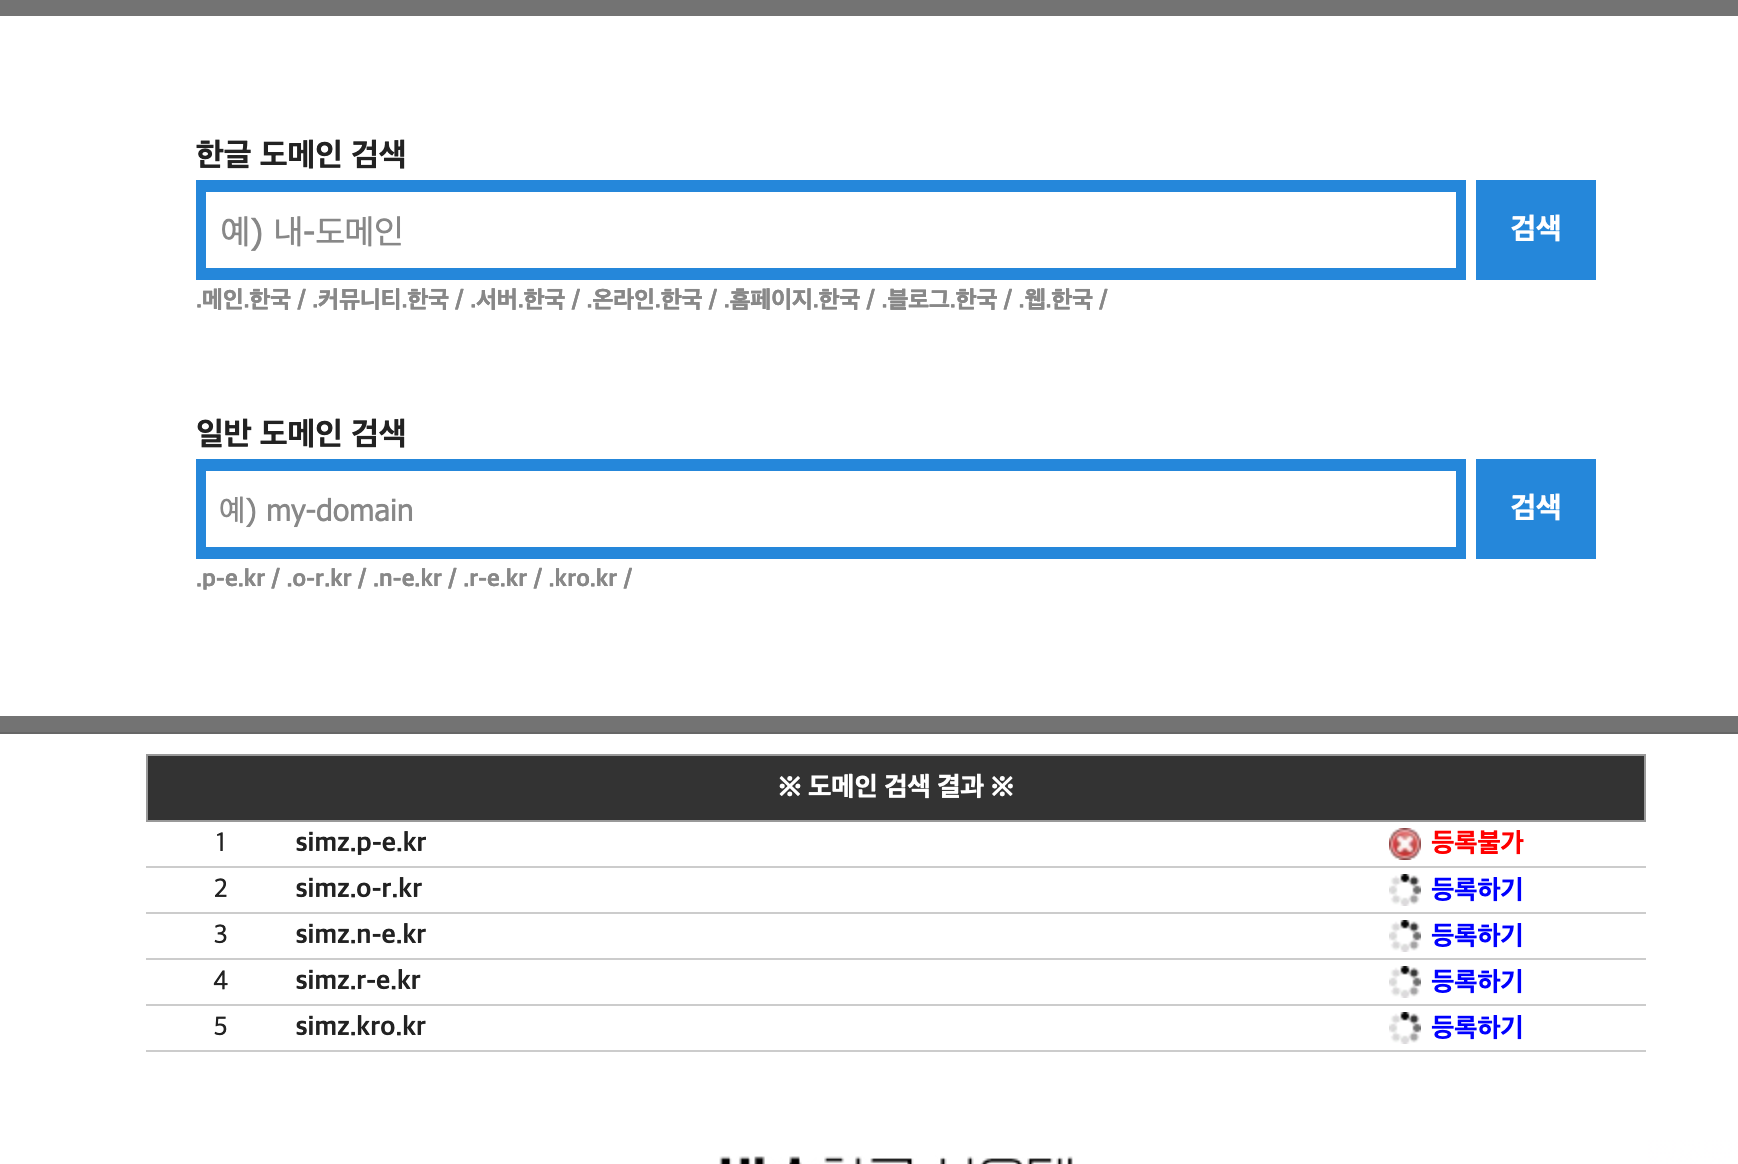 한글 도메인 검색
예) 내-도메인
검색
.메인.한국 / .커뮤니티.한국 / .서버.한국 / .온라인.한국 / .홈페이지.한국 / .블로그.한국 / .웹.한국 /
일반 도메인 검색
예) my-domain
검색
.p-e.kr / .o-r.kr / .n-e.kr / .r-e.kr / .kro.kr /
※ 도메인 검색 결과 ※
1 simz.p-e.kr 등록불가
2 simz.o-r.kr 등록하기
3 simz.n-e.kr 등록하기
4 simz.r-e.kr 등록하기
5 simz.kro.kr 등록하기